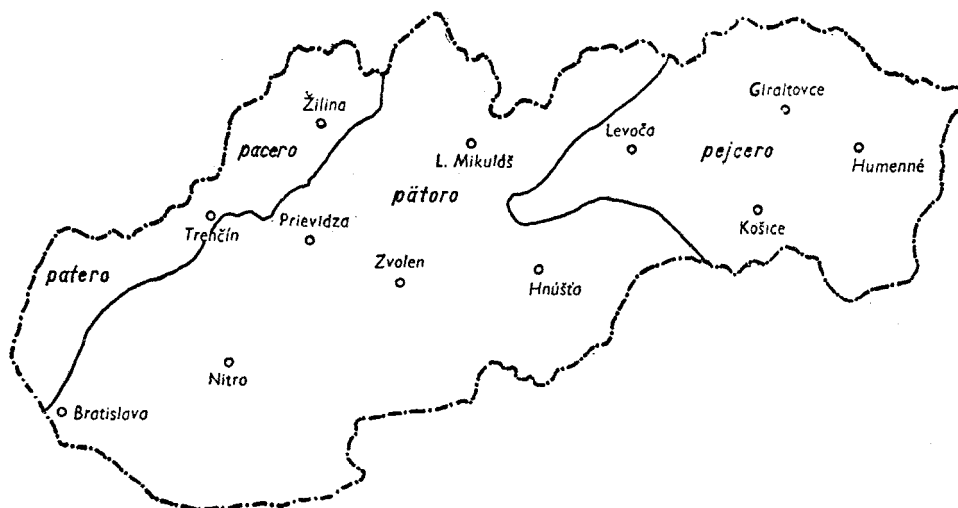 Žilina
Giraltovce
pacero
L. Mikuláš
Levoča
pejcero
Humenné
pätoro
Trenčín
Prievidza
Košice
patero
Zvolen
Hnúšťa
Nitra
Bratislava